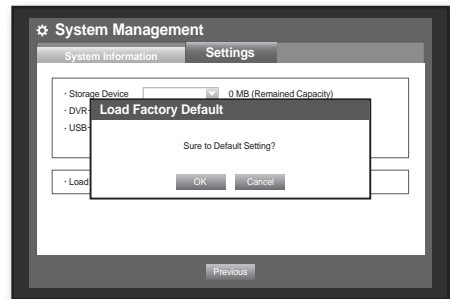 System Management
System Information Settings
· Storage Device 0 MB (Remained Capacity)
· DVR
Load Factory Default
· USB
Sure to Default Setting?
· Load
OK Cancel
Previous